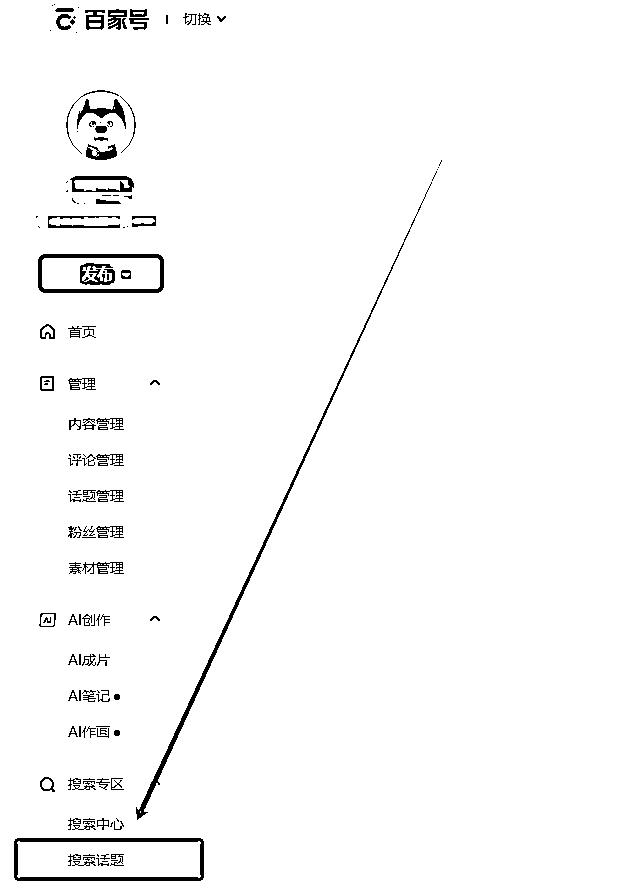 百家号 | 切换
发布
首页
管理
内容管理
评论管理
话题管理
粉丝管理
素材管理
AI创作
AI成片
AI笔记
AI作画
搜索专区
搜索中心
搜索话题